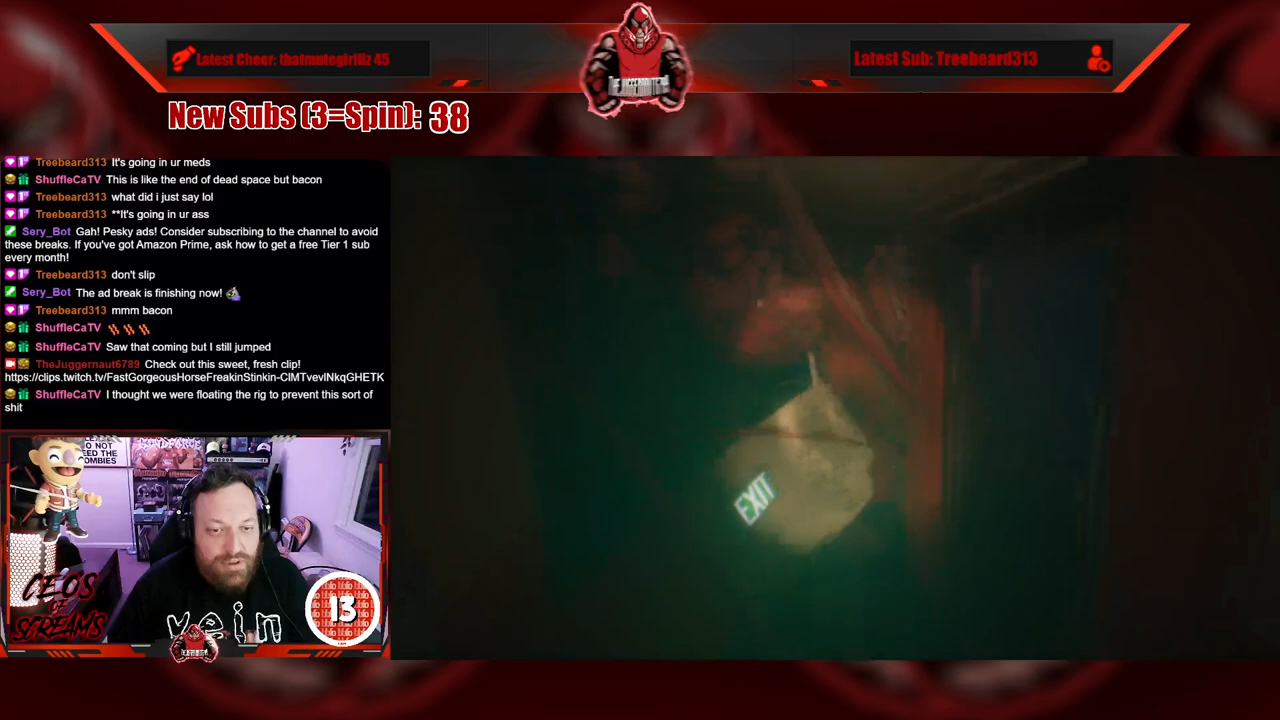 Latest Cheer: thatmutegirlliz 45
Latest Sub: Treebeard313
THE JUGGERNAUT6789
New Subs (3=Spin): 38
Treebeard313 It's going in ur meds
ShuffleCaTV This is like the end of dead space but bacon
Treebeard313 what did i just say lol
Treebeard313 **It's going in ur ass
Sery_Bot Gah! Pesky ads! Consider subscribing to the channel to avoid
these breaks. If you've got Amazon Prime, ask how to get a free Tier 1 sub
every month!
Treebeard313 don't slip
Sery_Bot The ad break is finishing now!
Treebeard313 mmm bacon
ShuffleCaTV
ShuffleCaTV Saw that coming but I still jumped
TheJuggernaut6789 Check out this sweet, fresh clip!
https://clips.twitch.tv/FastGorgeousHorseFreakinStinkin-ClMTvevlNkqGHETK
ShuffleCaTV I thought we were floating the rig to prevent this sort of
shit
EXIT
DO NOT
FEED THE
ZOMBIES
CEOS
OF
SCREAMS
vein
13